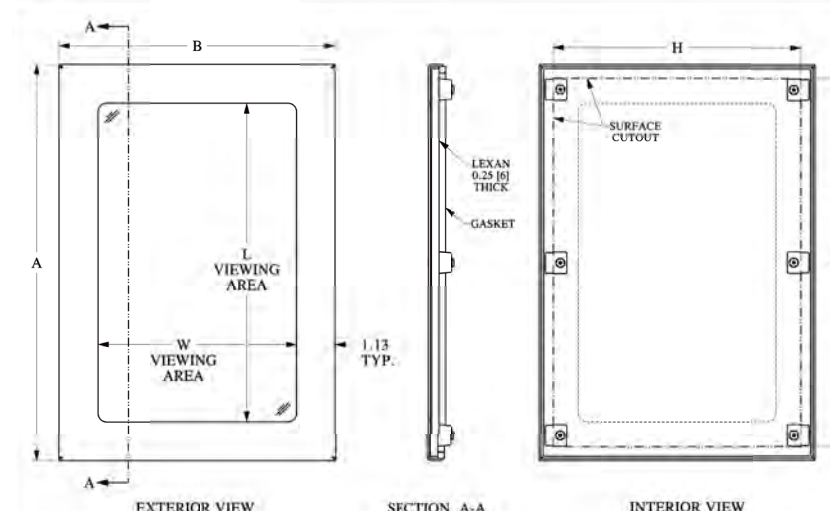 A
B
A
L
VIEWING
AREA
W
VIEWING
AREA
1.13
TYP.
A
EXTERIOR VIEW
LEXAN
0.25 [6]
THICK
GASKET
SECTION A-A
H
SURFACE
CUTOUT
INTERIOR VIEW